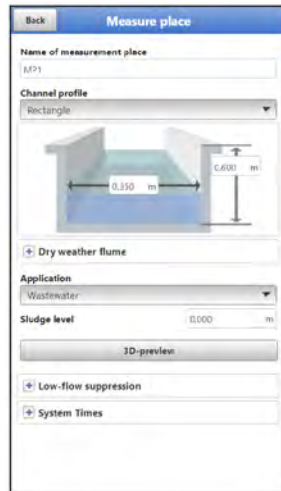 Back
Measure place
Name of measurement place
MP1
Channel profile
Rectangle
0,600 m
0,350 m
Dry weather flume
Application
Wastewater
Sludge level 0,000 m
3D-preview
Low-flow suppression
System Times